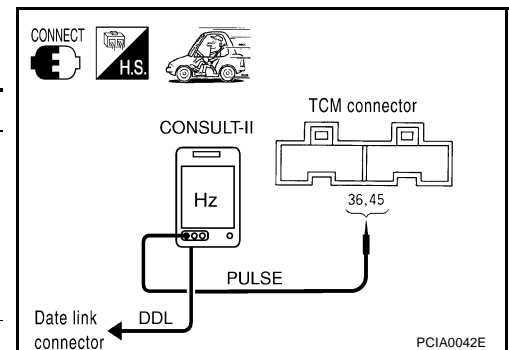 CONNECT
H.S.
TCM connector
CONSULT-II
Hz
36,45
PULSE
Date link
DDL
connector
PCIA0042E